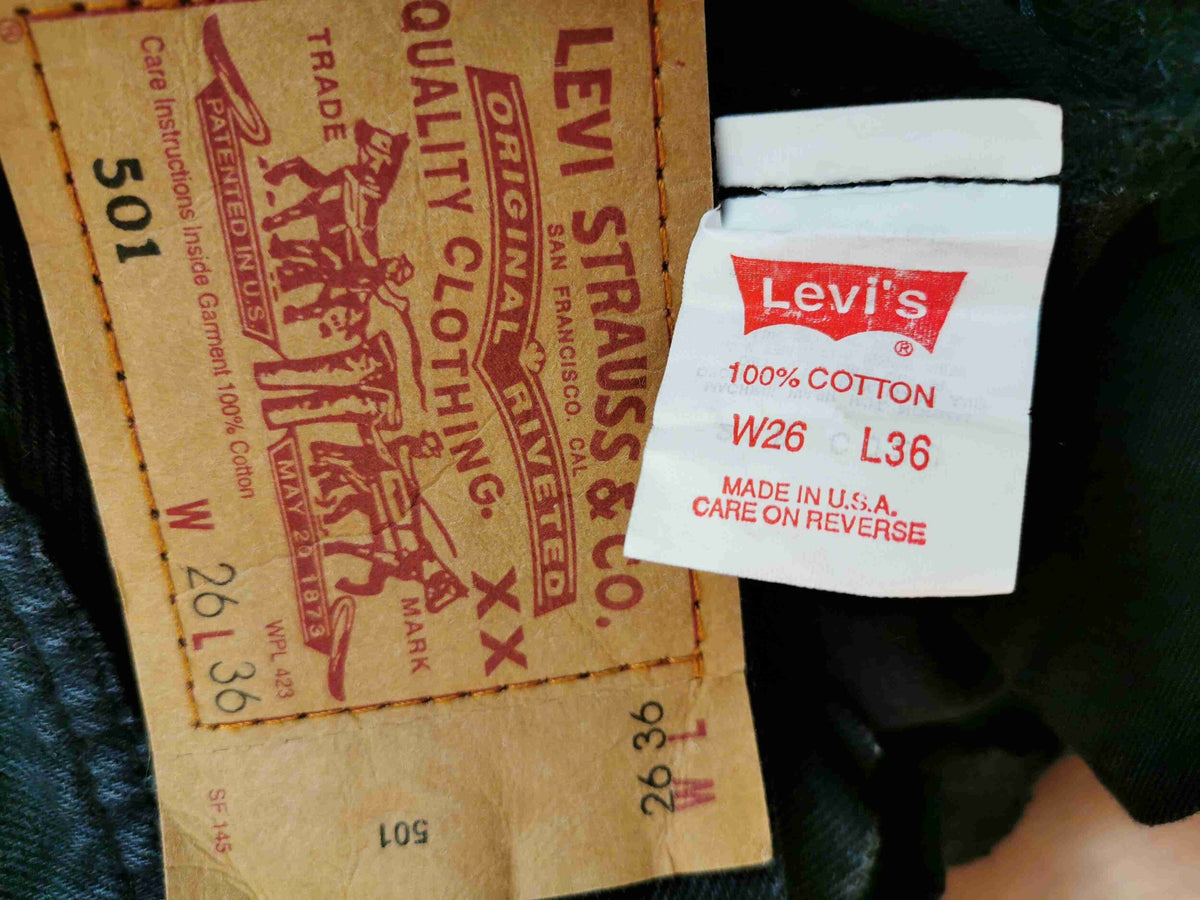 LEVI STRAUSS & CO.
SAN FRANCISCO. CAL
ORIGINAL RIVETED
QUALITY CLOTHING.
XX
TRADE MARK
PATENTED IN U.S.
MAY 20 1873
Care Instructions Inside Garment 100% Cotton
WPL 423
501
W 26 L 36
®
L 36
W 26
501
SF 145
Levi's
®
100% COTTON
W26 L36
MADE IN U.S.A.
CARE ON REVERSE